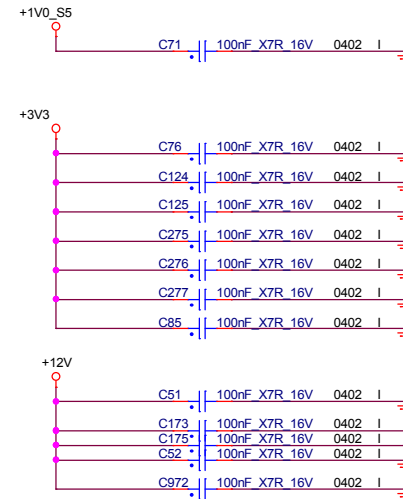 +1V0_S5
C71 100nF_X7R_16V 0402 I
+3V3
C76 100nF_X7R_16V 0402 I
C124 100nF_X7R_16V 0402 I
C125 100nF_X7R_16V 0402 I
C275 100nF_X7R_16V 0402 I
C276 100nF_X7R_16V 0402 I
C277 100nF_X7R_16V 0402 I
C85 100nF_X7R_16V 0402 I
+12V
C51 100nF_X7R_16V 0402 I
C173 100nF_X7R_16V 0402 I
C175 100nF_X7R_16V 0402 I
C52 100nF_X7R_16V 0402 I
C972 100nF_X7R_16V 0402 I